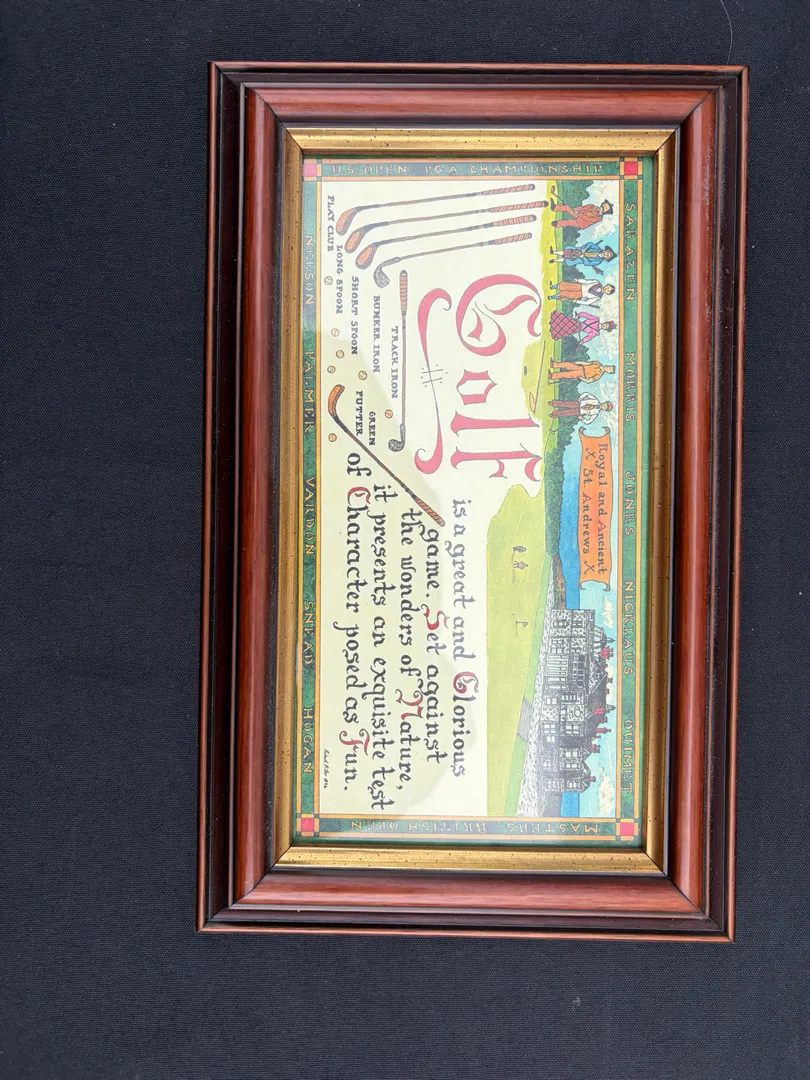 SARAZEN MORRIS JONES NICKLAUS OUIMET
US OPEN PGA CHAMPIONSHIP
Royal and Ancient
X St. Andrews X
Golf
is a great and Glorious
game. Set against
the wonders of Nature,
it presents an exquisite test
of Character posed as Fun.
TRACK IRON
BUNKER IRON
SHORT SPOON
LONG SPOON
PLAY CLUB
GREEN
PUTTER
MASTERS BRITISH OPEN
NELSON PALMER VARDON SNEAD HOGAN